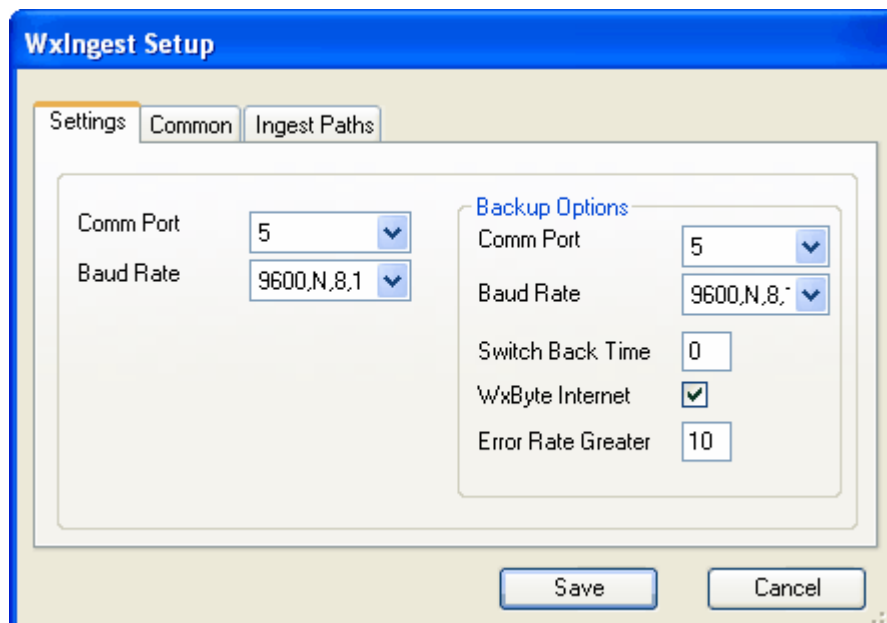 WxIngest Setup
Settings
Common
Ingest Paths
Comm Port
5
Baud Rate
9600,N,8,1
Backup Options
Comm Port
5
Baud Rate
9600,N,8,
Switch Back Time
0
WxByte Internet
Error Rate Greater
10
Save
Cancel